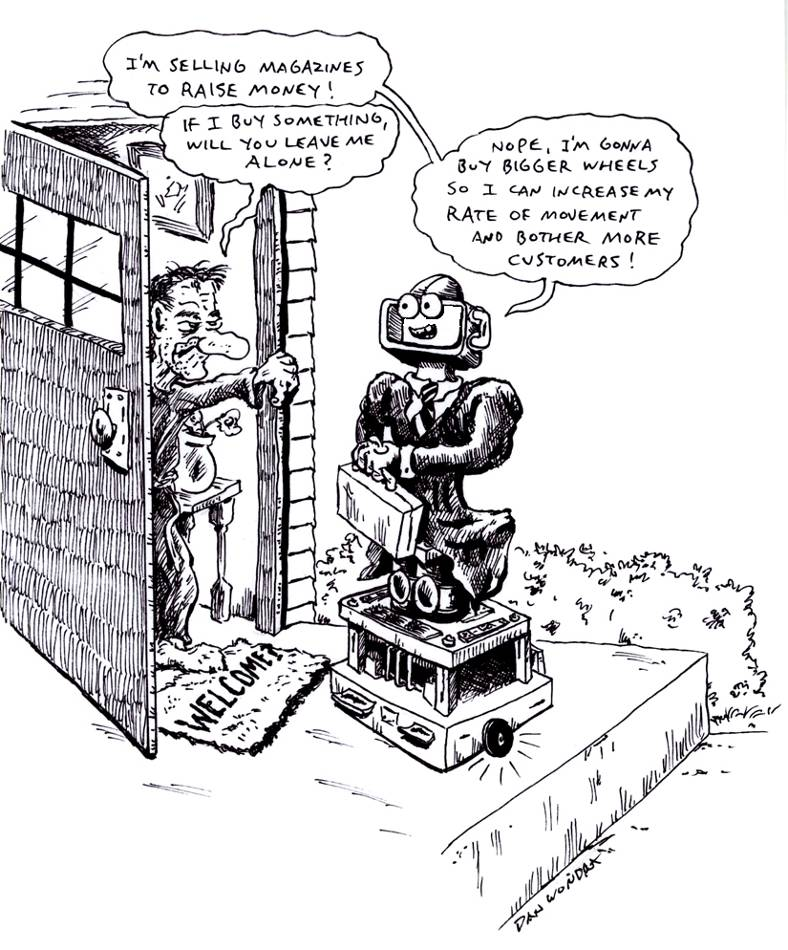 I'M SELLING MAGAZINES
TO RAISE MONEY!
IF I BUY SOMETHING,
WILL YOU LEAVE ME
ALONE?
NOPE, I'M GONNA
BUY BIGGER WHEELS
SO I CAN INCREASE MY
RATE OF MOVEMENT
AND BOTHER MORE
CUSTOMERS!
WELCOME?
DAN WONDRA